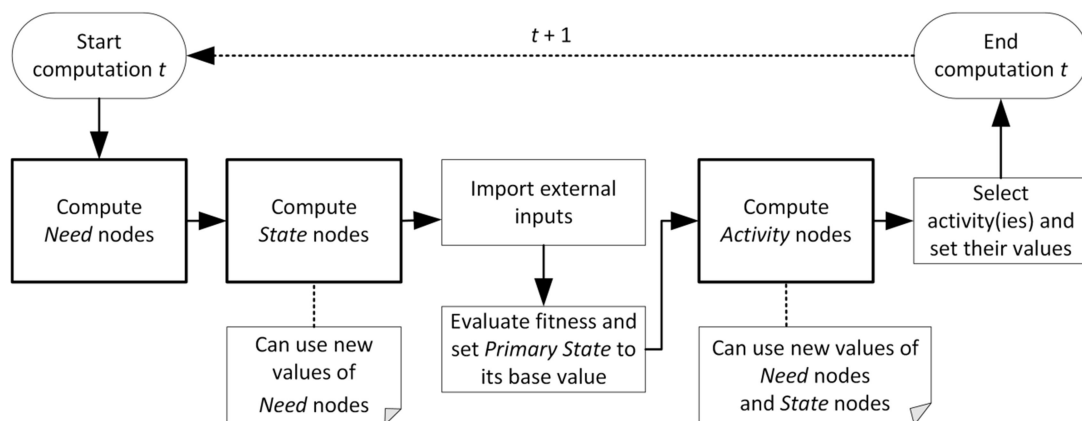 Start
computation t
t + 1
End
computation t
Compute
Need nodes
Compute
State nodes
Import external
inputs
Evaluate fitness and
set Primary State to
its base value
Compute
Activity nodes
Select
activity(ies) and
set their values
Can use new
values of
Need nodes
Can use new values of
Need nodes
and State nodes